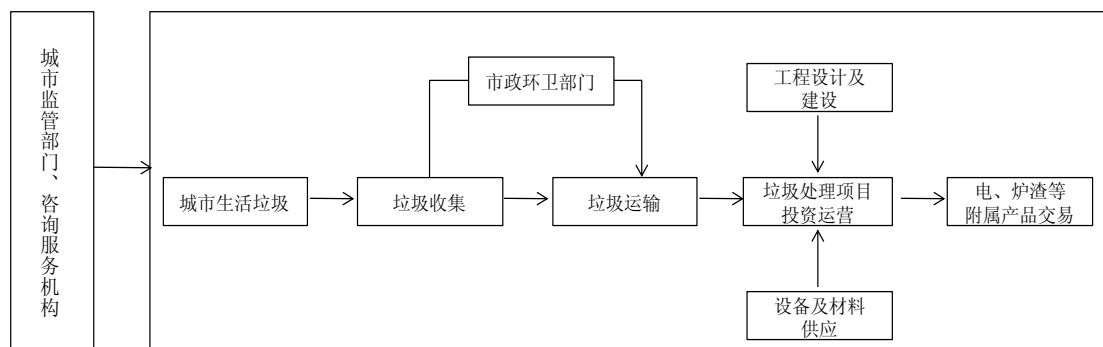 城市监管部门、咨询服务机构
市政环卫部门
工程设计及
建设
城市生活垃圾
垃圾收集
垃圾运输
垃圾处理项目
投资运营
电、炉渣等
附属产品交易
设备及材料
供应